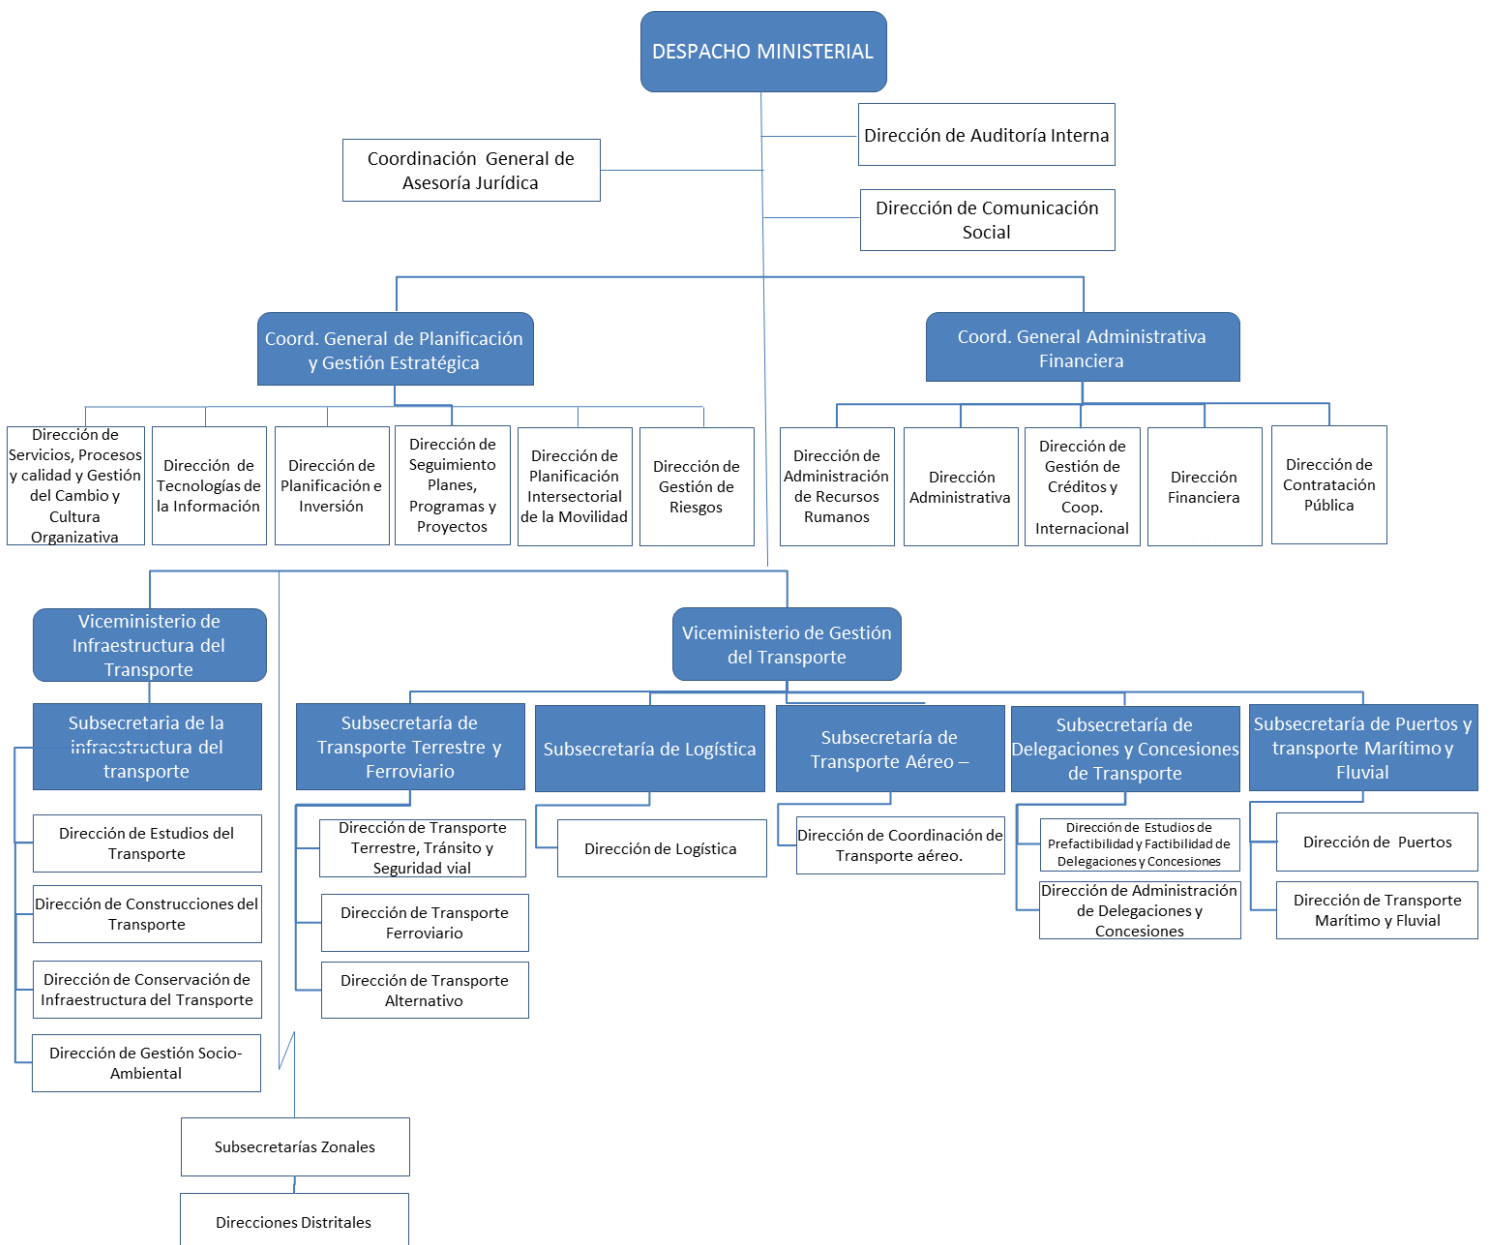 DESPACHO MINISTERIAL
Dirección de Auditoría Interna
Coordinación General de
Asesoría Jurídica
Dirección de Comunicación
Social
Coord. General de Planificación
y Gestión Estratégica
Coord. General Administrativa
Financiera
Dirección de
Servicios, Procesos
y calidad y Gestión
del Cambio y
Cultura
Organizativa
Dirección de
Tecnologías de
la Información
Dirección de
Planificación e
Inversión
Dirección de
Seguimiento
Planes,
Programas y
Proyectos
Dirección de
Planificación
Intersectorial
de la Movilidad
Dirección de
Gestión de
Riesgos
Dirección de
Administración
de Recursos
Rumanos
Dirección
Administrativa
Dirección de
Gestión de
Créditos y
Coop.
Internacional
Dirección
Financiera
Dirección de
Contratación
Pública
Viceministerio de
Infraestructura del
Transporte
Viceministerio de Gestión
del Transporte
Subsecretaria de la
infraestructura del
transporte
Subsecretaría de
Transporte Terrestre y
Ferroviario
Subsecretaría de Logística
Subsecretaría de
Transporte Aéreo –
Subsecretaría de
Delegaciones y Concesiones
de Transporte
Subsecretaría de Puertos y
transporte Marítimo y
Fluvial
Dirección de Estudios del
Transporte
Dirección de Construcciones del
Transporte
Dirección de Conservación de
Infraestructura del Transporte
Dirección de Gestión Socio-
Ambiental
Dirección de Transporte
Terrestre, Tránsito y
Seguridad vial
Dirección de Transporte
Ferroviario
Dirección de Transporte
Alternativo
Dirección de Logística
Dirección de Coordinación de
Transporte aéreo.
Dirección de Estudios de
Prefactibilidad y Factibilidad de
Delegaciones y Concesiones
Dirección de Administración
de Delegaciones y
Concesiones
Dirección de Puertos
Dirección de Transporte
Marítimo y Fluvial
Subsecretarías Zonales
Direcciones Distritales